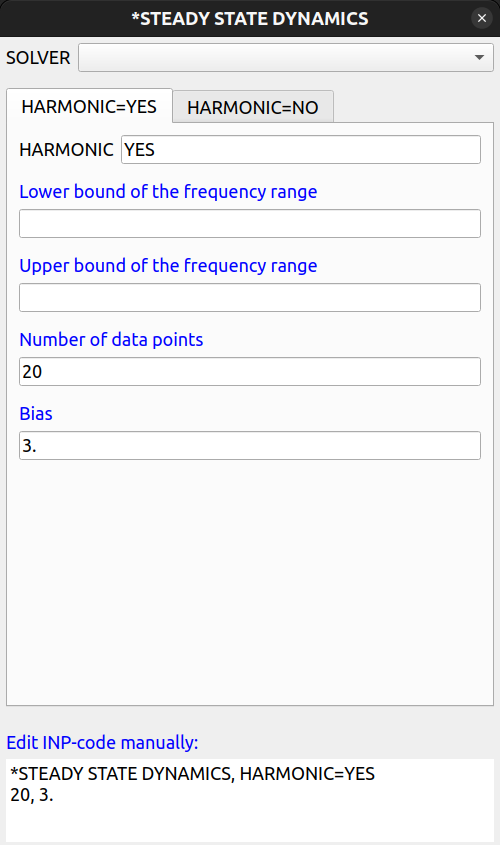 *STEADY STATE DYNAMICS
SOLVER
HARMONIC=YES HARMONIC=NO
HARMONIC YES
Lower bound of the frequency range
Upper bound of the frequency range
Number of data points
20
Bias
3.
Edit INP-code manually:
*STEADY STATE DYNAMICS, HARMONIC=YES
20, 3.